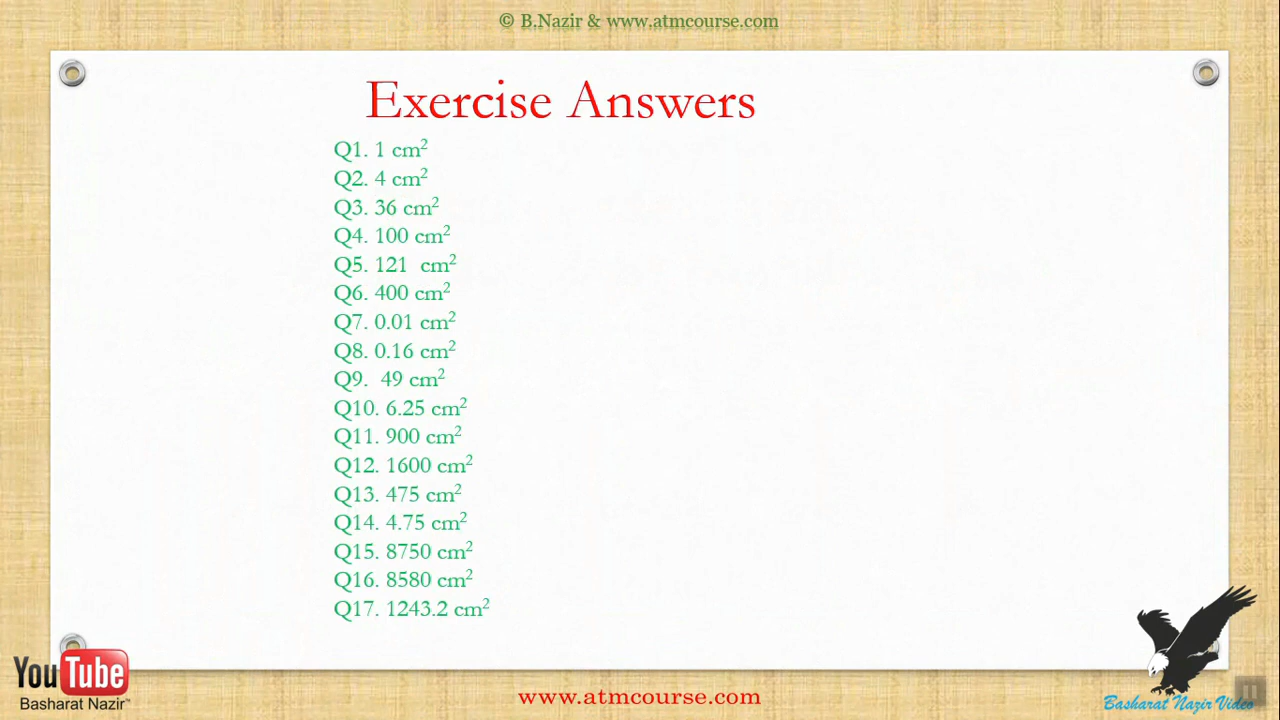 © B.Nazir & www.atmcourse.com
Exercise Answers
Q1. 1 cm²
Q2. 4 cm²
Q3. 36 cm²
Q4. 100 cm²
Q5. 121 cm²
Q6. 400 cm²
Q7. 0.01 cm²
Q8. 0.16 cm²
Q9. 49 cm²
Q10. 6.25 cm²
Q11. 900 cm²
Q12. 1600 cm²
Q13. 475 cm²
Q14. 4.75 cm²
Q15. 8750 cm²
Q16. 8580 cm²
Q17. 1243.2 cm²
YouTube
Basharat Nazir™
www.atmcourse.com
Basharat Nazir Video